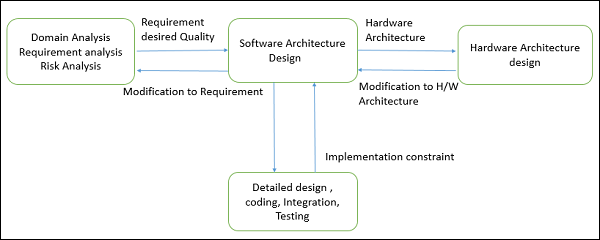 Domain Analysis
Requirement analysis
Risk Analysis
Requirement
desired Quality
Modification to Requirement
Software Architecture
Design
Hardware
Architecture
Modification to H/W
Architecture
Hardware Architecture
design
Implementation constraint
Detailed design ,
coding, Integration,
Testing